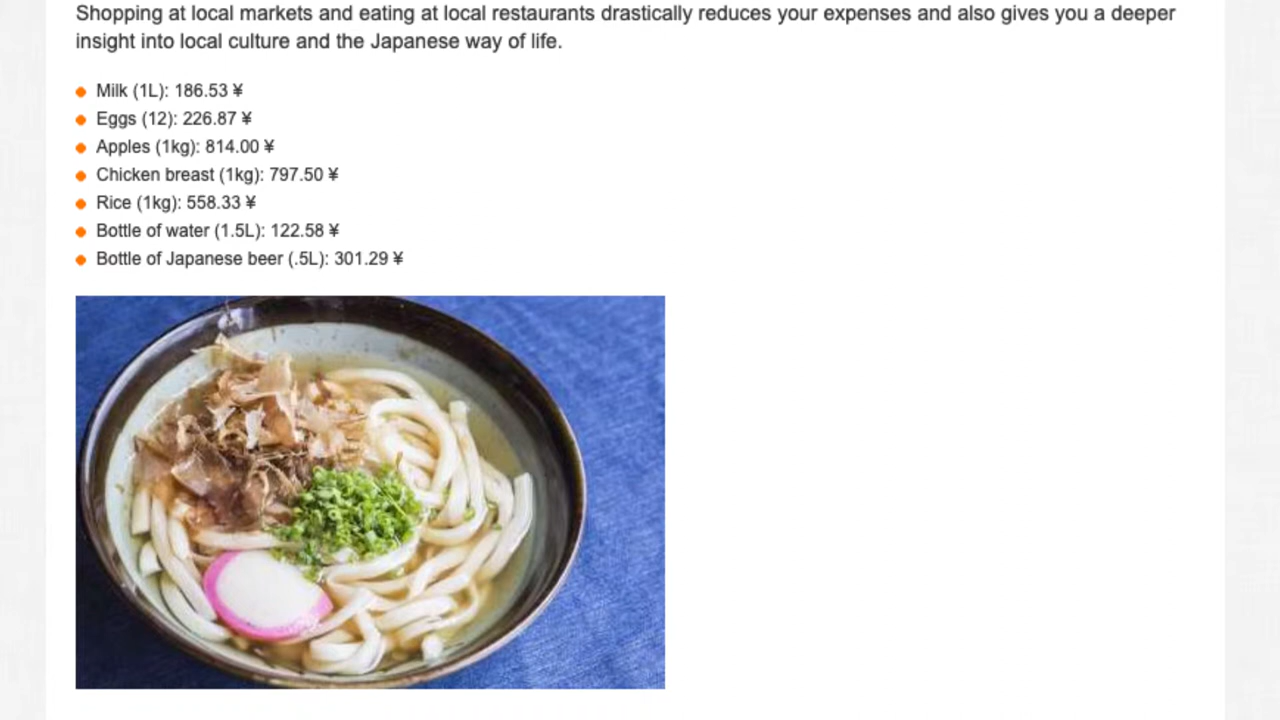 Shopping at local markets and eating at local restaurants drastically reduces your expenses and also gives you a deeper
insight into local culture and the Japanese way of life.
Milk (1L): 186.53 ¥
Eggs (12): 226.87 ¥
Apples (1kg): 814.00 ¥
Chicken breast (1kg): 797.50 ¥
Rice (1kg): 558.33 ¥
Bottle of water (1.5L): 122.58 ¥
Bottle of Japanese beer (.5L): 301.29 ¥